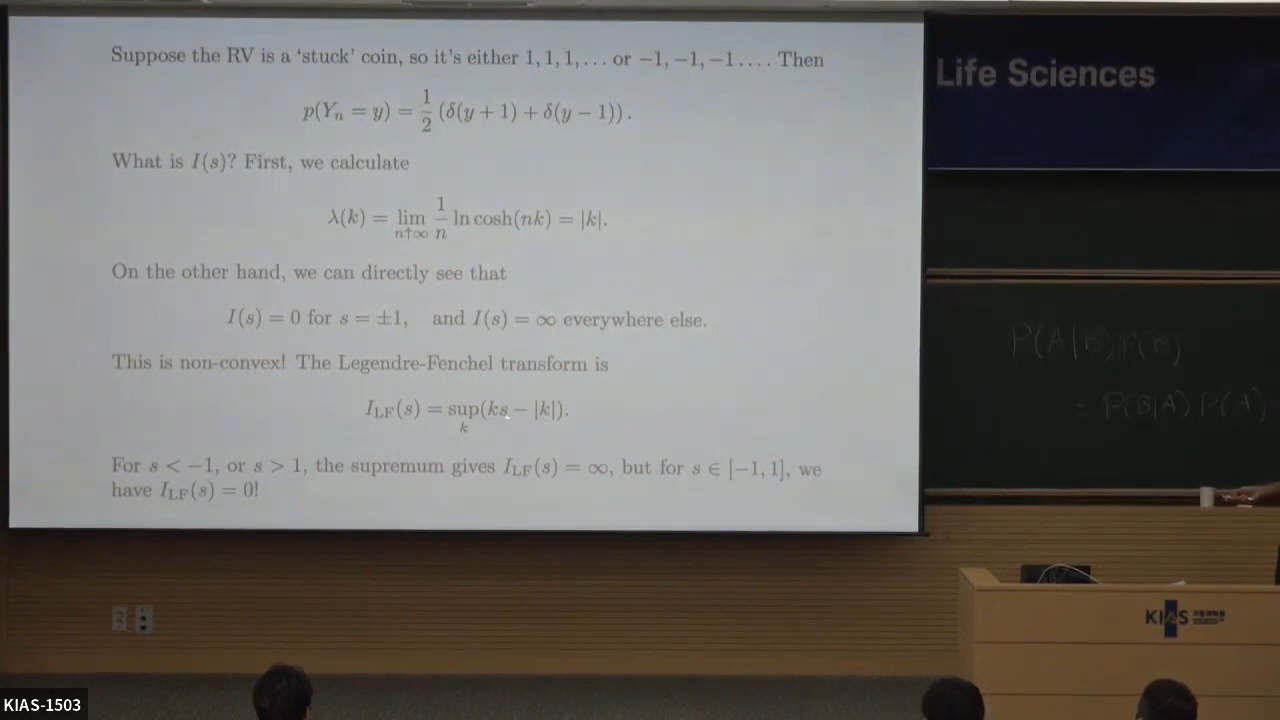 Suppose the RV is a ‘stuck’ coin, so it’s either 1, 1, 1, … or −1, −1, −1 …. Then
p(Yₙ = y) = 1/2 (δ(y + 1) + δ(y − 1)) .
What is I(s)? First, we calculate
λ(k) = lim n↑∞ 1/n ln cosh(nk) = |k|.
On the other hand, we can directly see that
I(s) = 0 for s = ±1, and I(s) = ∞ everywhere else.
This is non-convex! The Legendre-Fenchel transform is
I_LF(s) = sup_k (ks − |k|).
For s < −1, or s > 1, the supremum gives I_LF(s) = ∞, but for s ∈ [−1, 1], we
have I_LF(s) = 0!
Life Sciences
P(A|B) P(B)
= P(B|A) P(A)
KIAS
KIAS-1503